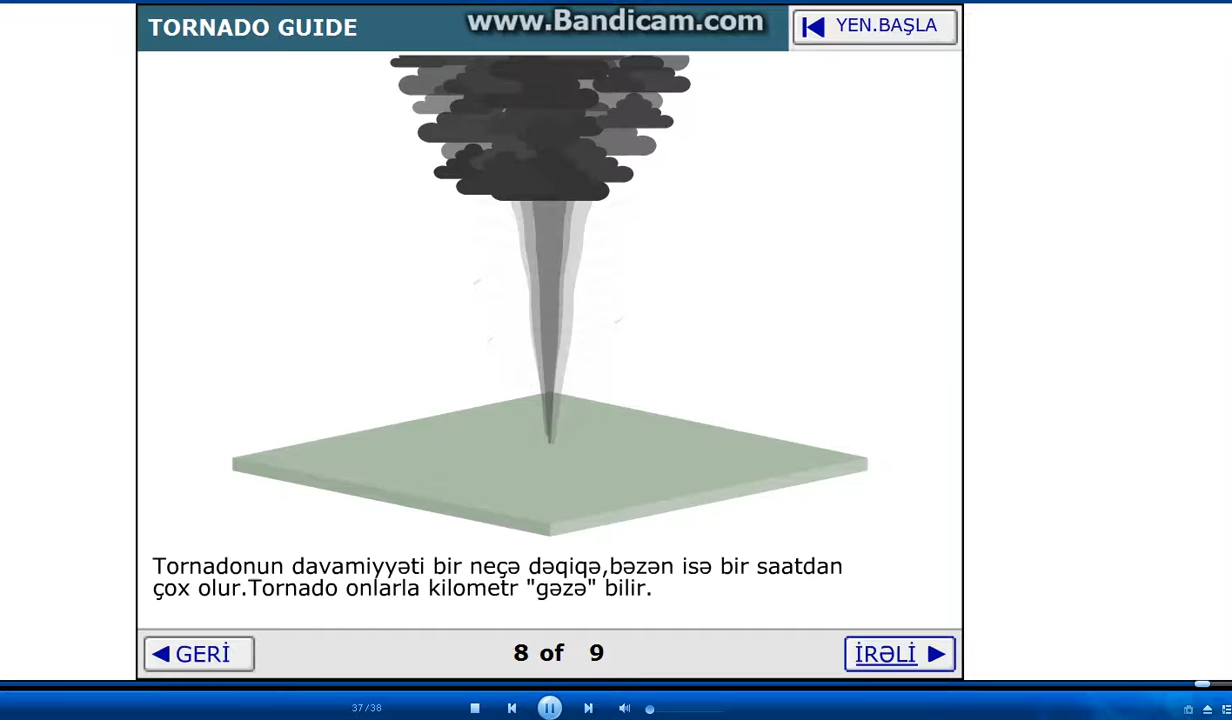 www.Bandicam.com
TORNADO GUIDE
YEN.BAŞLA
Tornadonun davamiyyəti bir neçə dəqiqə,bəzən isə bir saatdan
çox olur.Tornado onlarla kilometr "gəzə" bilir.
GERİ
8 of 9
İRƏLİ
37/38